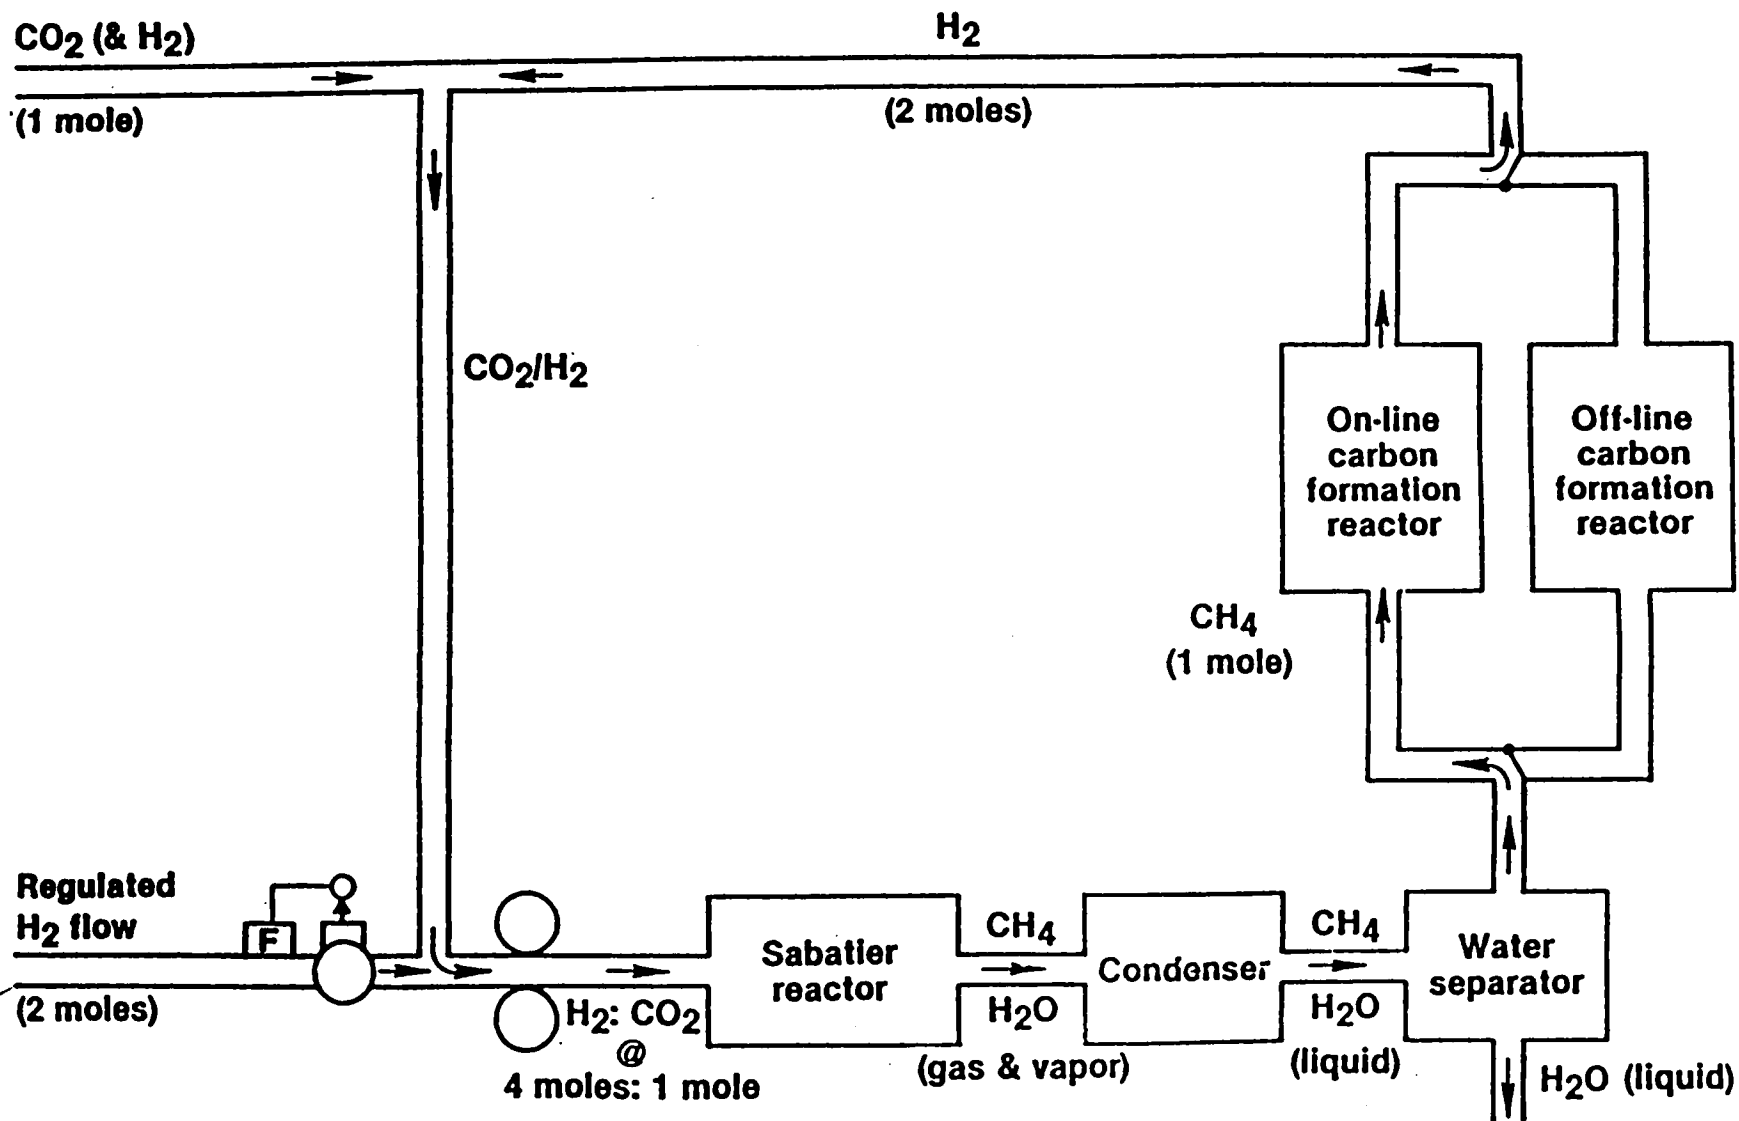 CO2 (& H2)
(1 mole)
H2
(2 moles)
CO2/H2
On-line
carbon
formation
reactor
Off-line
carbon
formation
reactor
CH4
(1 mole)
Regulated
H2 flow
F
(2 moles)
H2: CO2
@
4 moles: 1 mole
Sabatier
reactor
CH4
H2O
(gas & vapor)
Condenser
CH4
H2O
(liquid)
Water
separator
H2O (liquid)